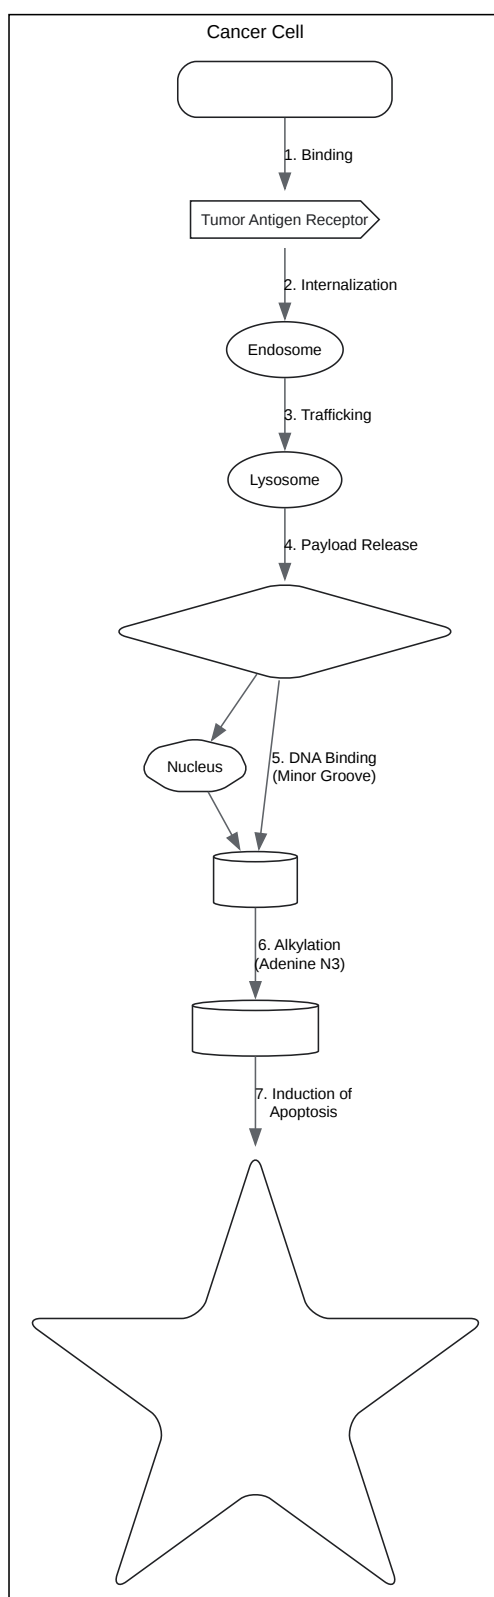 Cancer Cell
1. Binding
Tumor Antigen Receptor
2. Internalization
Endosome
3. Trafficking
Lysosome
4. Payload Release
Nucleus
5. DNA Binding
(Minor Groove)
6. Alkylation
(Adenine N3)
7. Induction of
Apoptosis